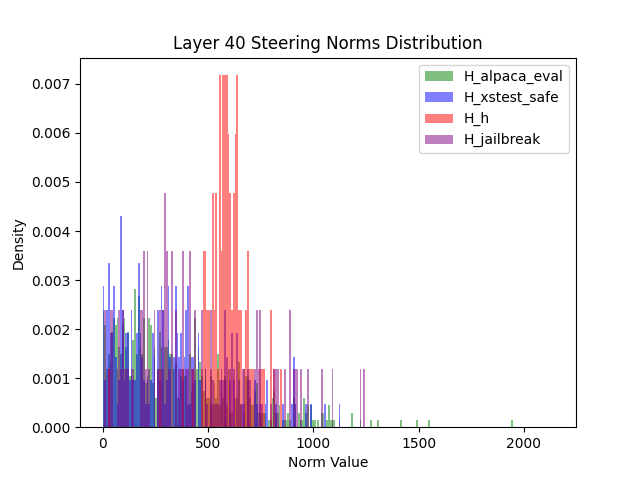 Layer 40 Steering Norms Distribution
H_alpaca_eval
H_xstest_safe
H_h
H_jailbreak
Density
0.007
0.006
0.005
0.004
0.003
0.002
0.001
0.000
0
500
1000
1500
2000
Norm Value